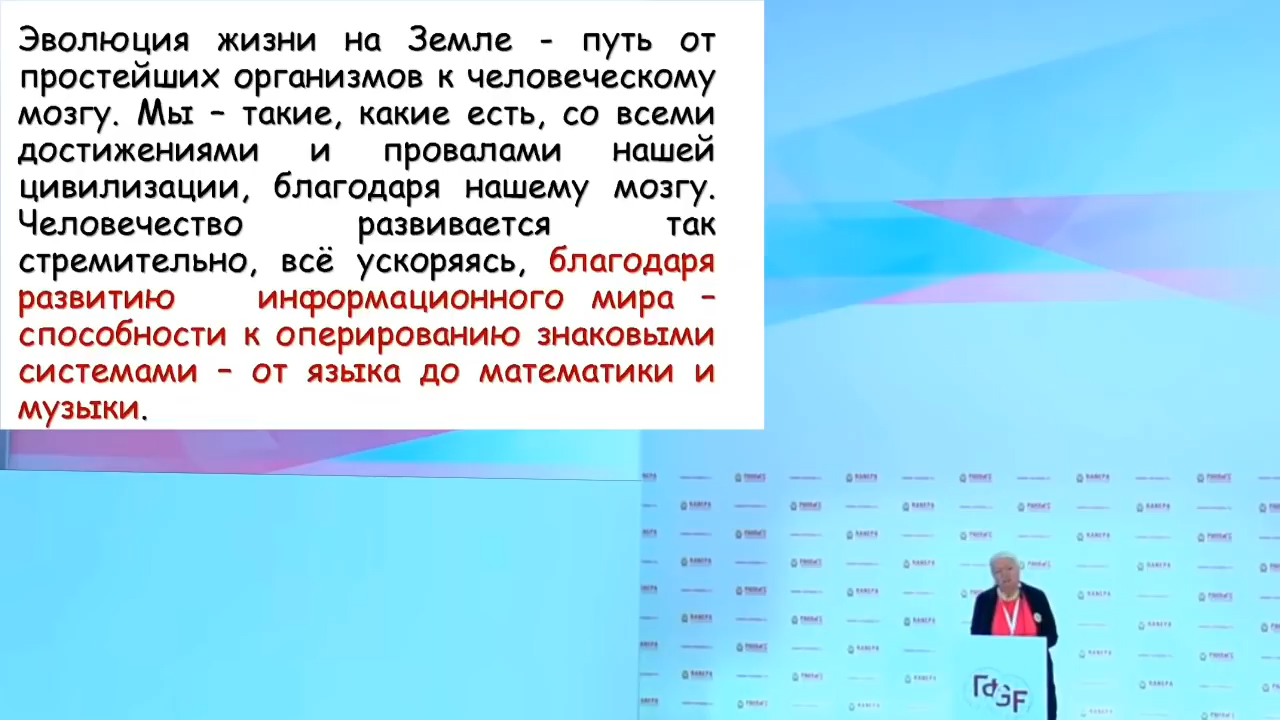 Эволюция жизни на Земле - путь от
простейших организмов к человеческому
мозгу. Мы – такие, какие есть, со всеми
достижениями и провалами нашей
цивилизации, благодаря нашему мозгу.
Человечество развивается так
стремительно, всё ускоряясь, благодаря
развитию информационного мира –
способности к оперированию знаковыми
системами – от языка до математики и
музыки.